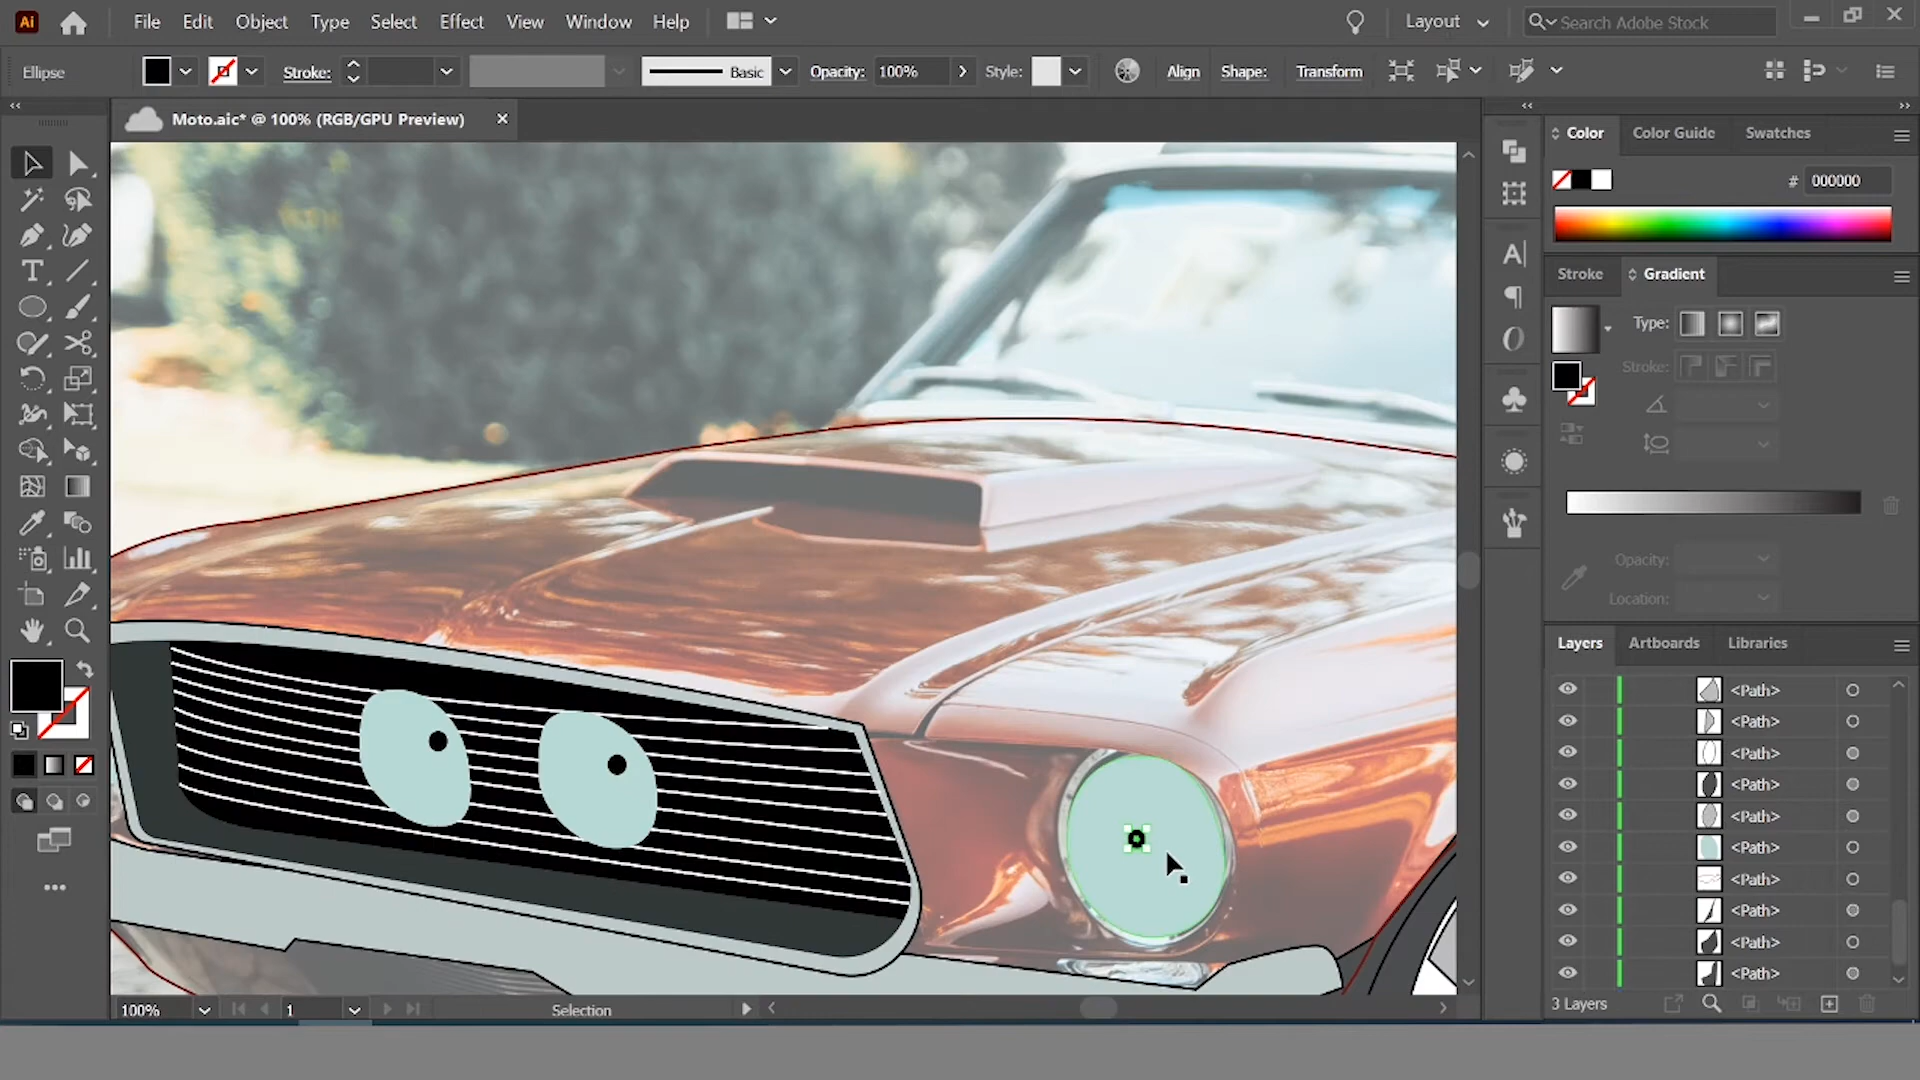 Ai File Edit Object Type Select Effect View Window Help Layout Search Adobe Stock
Ellipse Stroke: Basic Opacity: 100% Style: Align Shape: Transform
Moto.aic* @ 100% (RGB/GPU Preview)
Color Color Guide Swatches
# 000000
Stroke Gradient
Type:
Stroke:
Opacity:
Location:
Layers Artboards Libraries
<Path>
<Path>
<Path>
<Path>
<Path>
<Path>
<Path>
<Path>
<Path>
<Path>
3 Layers
100% 1 Selection